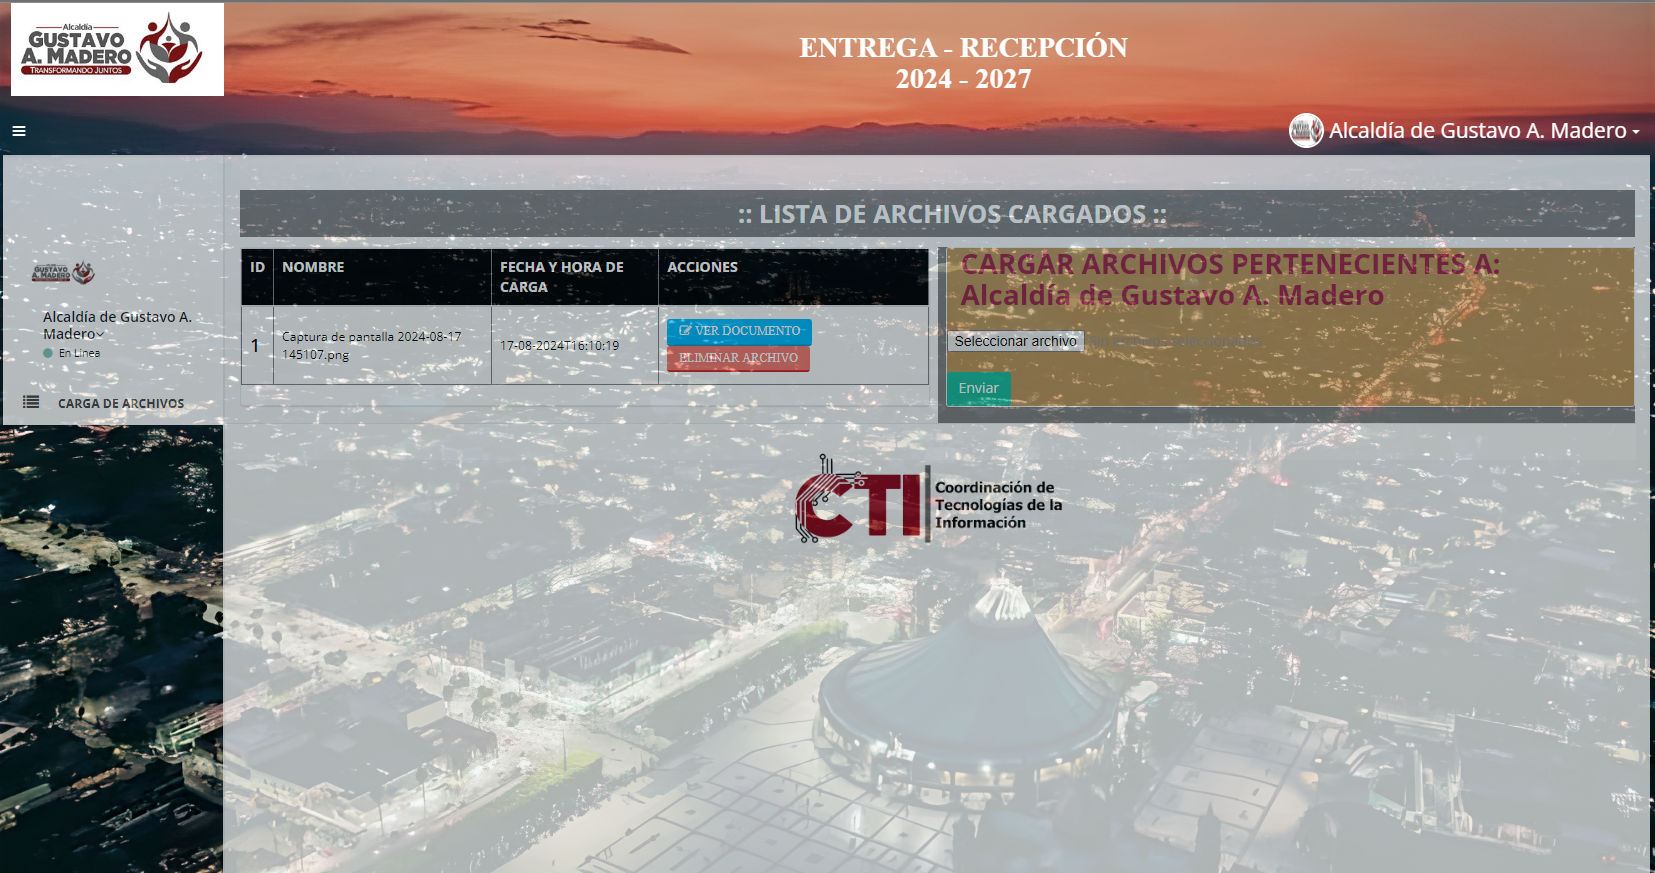 Alcaldía
GUSTAVO
A. MADERO
TRANSFORMANDO JUNTOS
ENTREGA - RECEPCIÓN
2024 - 2027
Alcaldía de Gustavo A. Madero
:: LISTA DE ARCHIVOS CARGADOS ::
GUSTAVO
A. MADERO
Alcaldía de Gustavo A.
Madero
En Linea
CARGA DE ARCHIVOS
ID NOMBRE FECHA Y HORA DE CARGA ACCIONES
1 Captura de pantalla 2024-08-17 145107.png 17-08-2024T16:10:19 VER DOCUMENTO
ELIMINAR ARCHIVO
CARGAR ARCHIVOS PERTENECIENTES A:
Alcaldía de Gustavo A. Madero
Seleccionar archivo
Enviar
CTI
Coordinación de
Tecnologías de la
Información